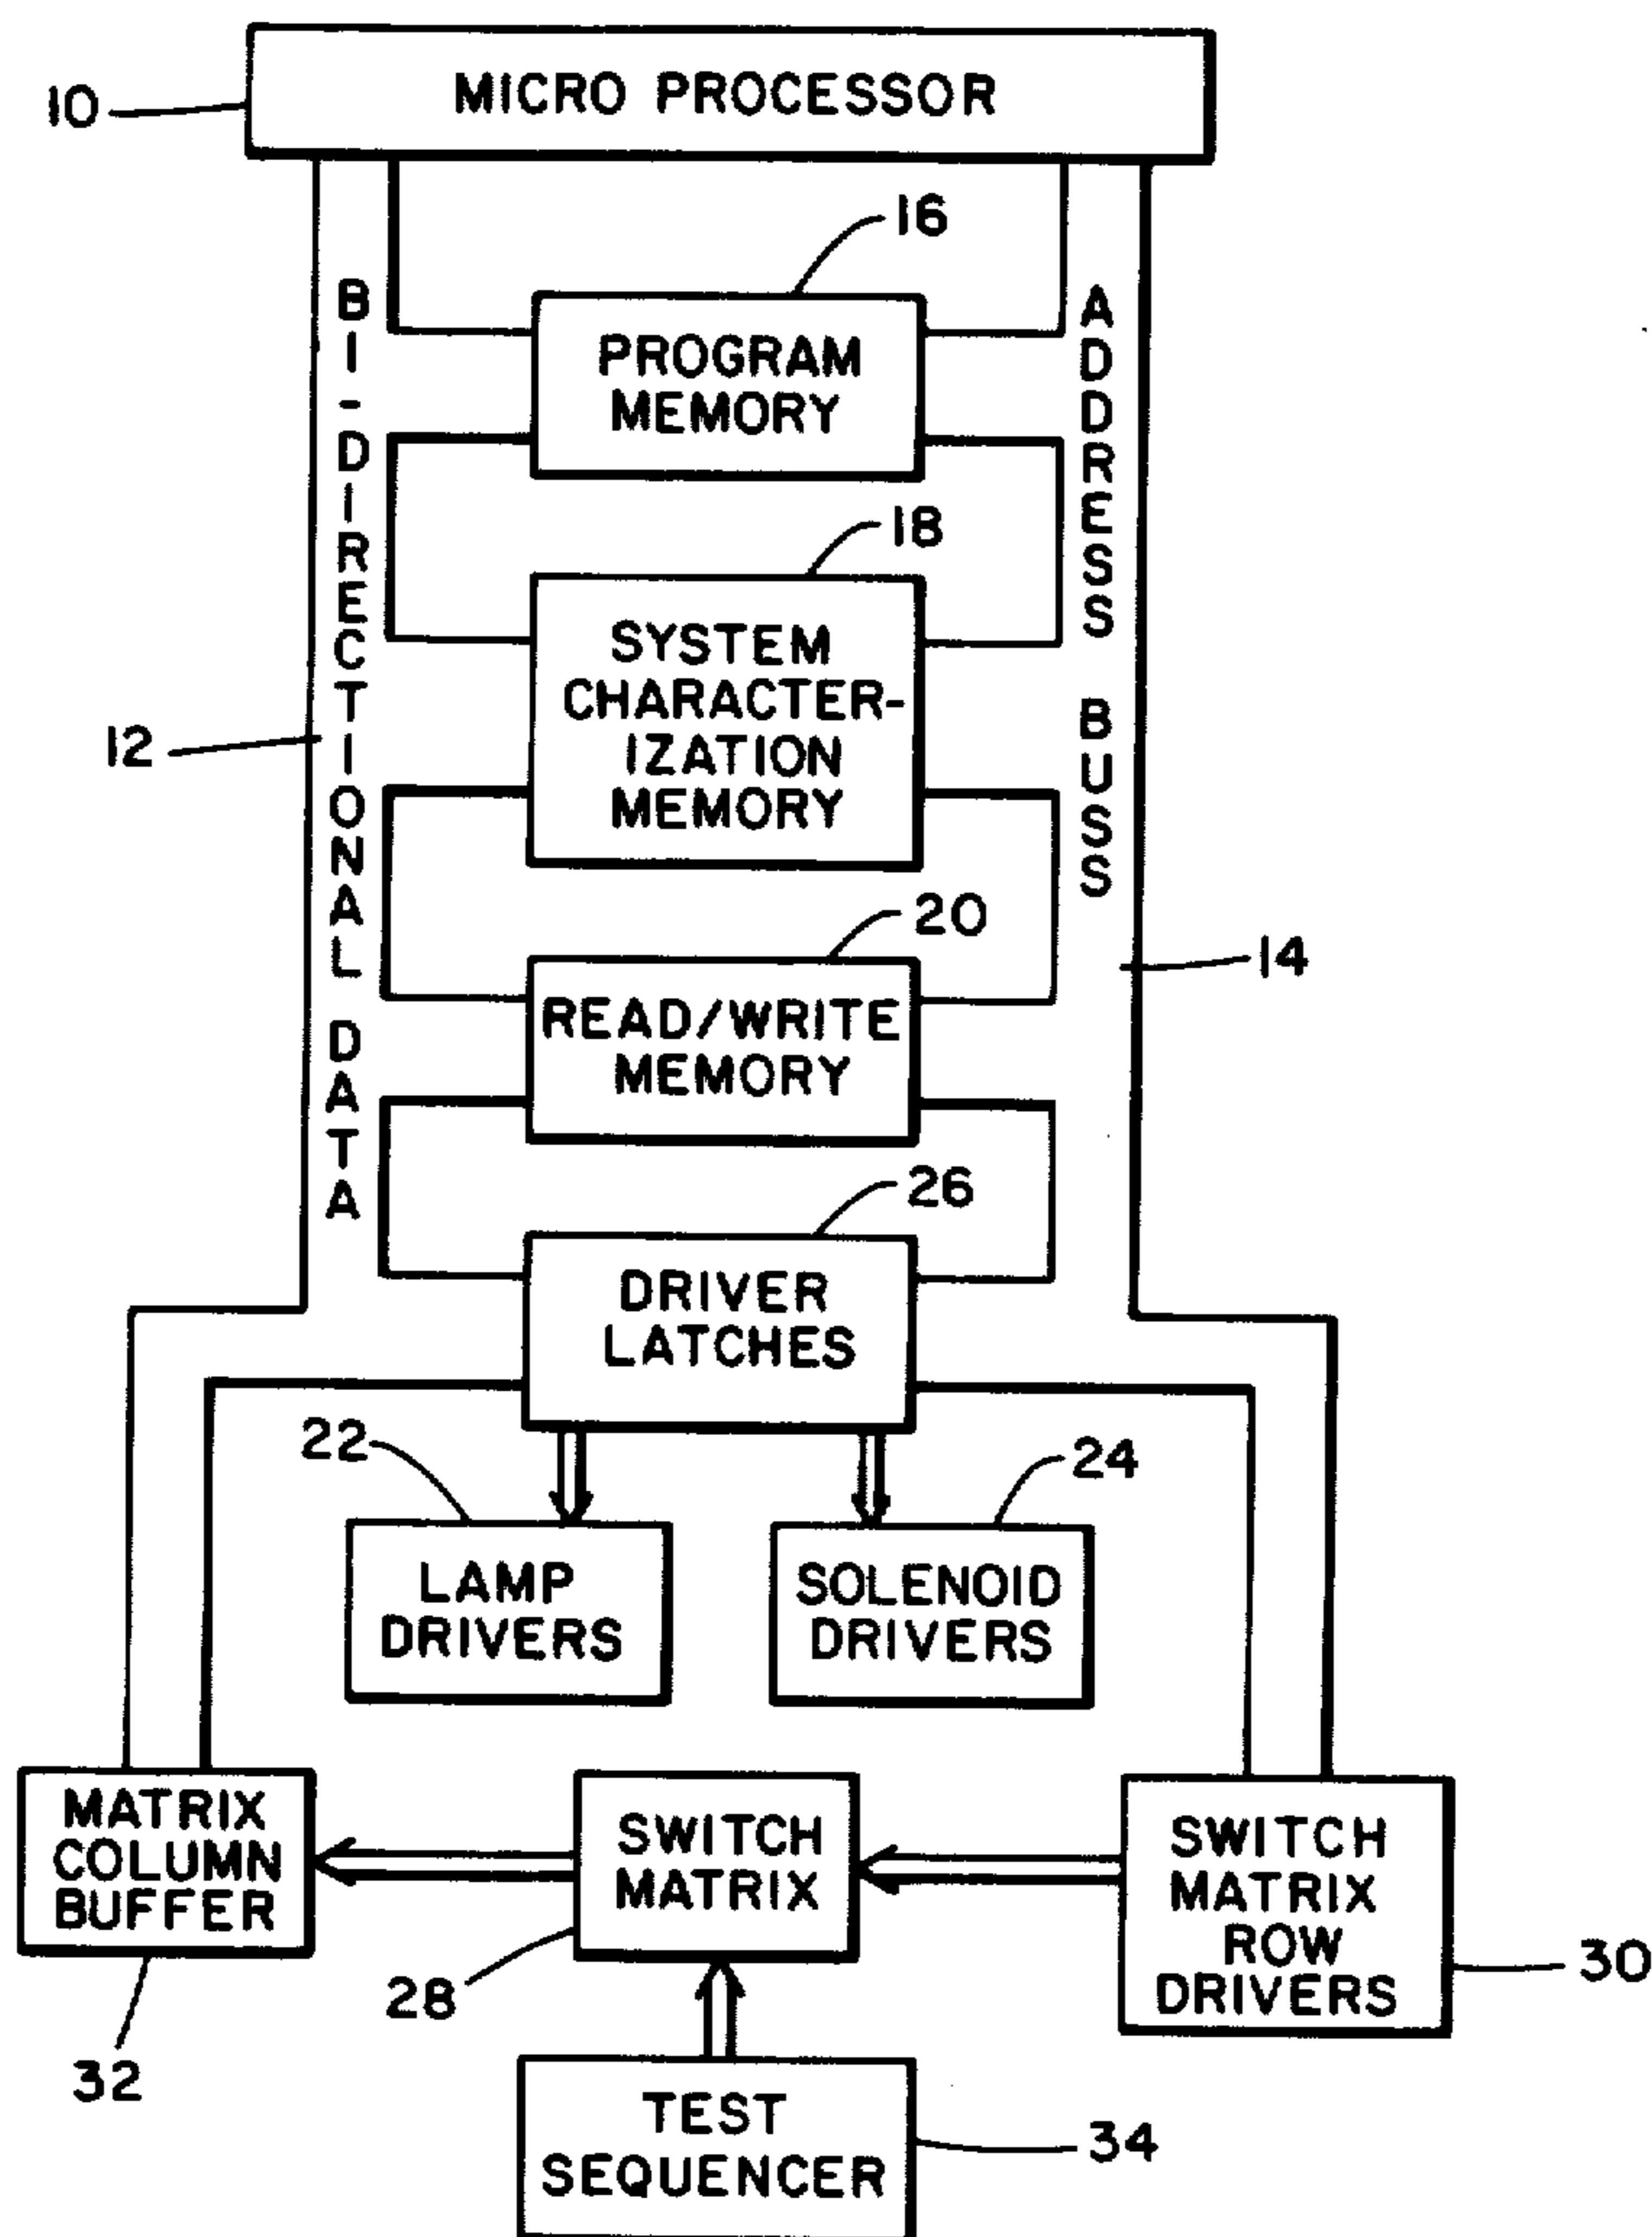 MICRO PROCESSOR
10
16
PROGRAM
MEMORY
BI-DIRECTIONAL DATA
ADDRESS BUSS
18
SYSTEM
CHARACTER-
IZATION
MEMORY
12
20
14
READ/WRITE
MEMORY
26
DRIVER
LATCHES
22
24
LAMP
DRIVERS
SOLENOID
DRIVERS
MATRIX
COLUMN
BUFFER
SWITCH
MATRIX
SWITCH
MATRIX
ROW
DRIVERS
28
30
32
TEST
SEQUENCER
34